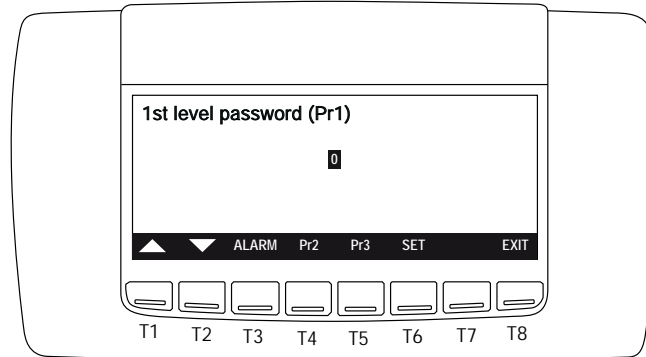 1st level password (Pr1)
0
ALARM Pr2 Pr3 SET EXIT
T1 T2 T3 T4 T5 T6 T7 T8